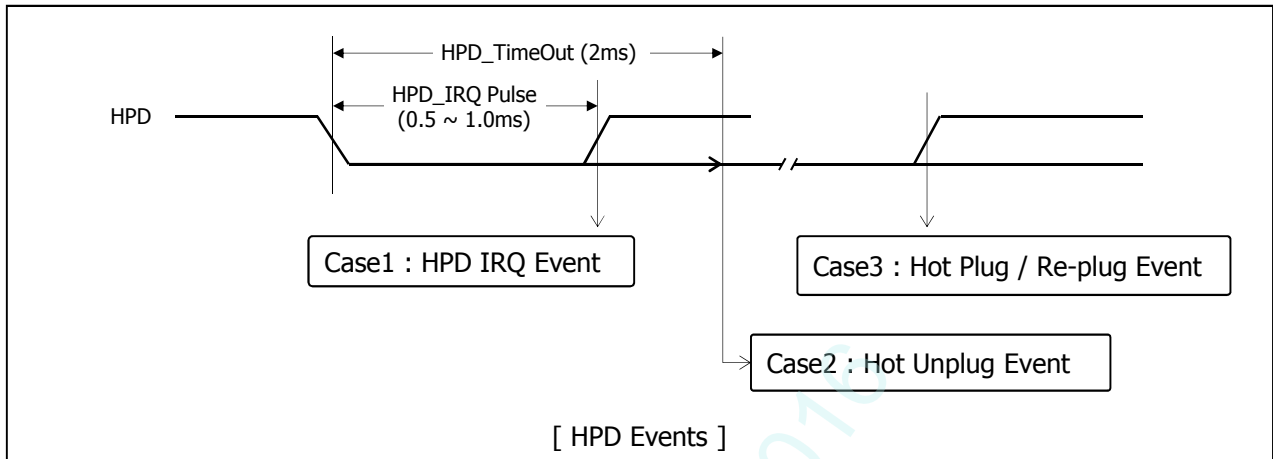 HPD_TimeOut (2ms)
HPD_IRQ Pulse
(0.5 ~ 1.0ms)
HPD
Case1 : HPD IRQ Event
Case3 : Hot Plug / Re-plug Event
Case2 : Hot Unplug Event
[ HPD Events ]
016